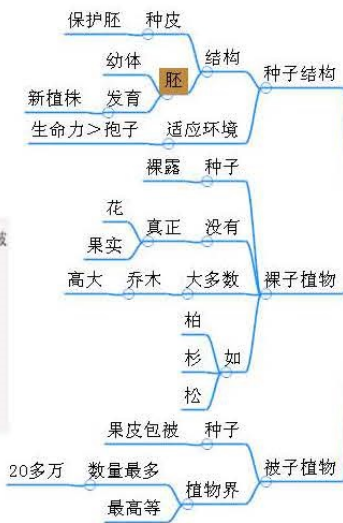 保护胚 种皮
幼体 胚 结构 种子结构
新植株 发育
生命力＞孢子 适应环境
裸露 种子
花
果实 真正 没有
高大 乔木 大多数 裸子植物
柏
杉 如
松
果皮包被 种子
被子植物
20多万 数量最多 植物界
最高等